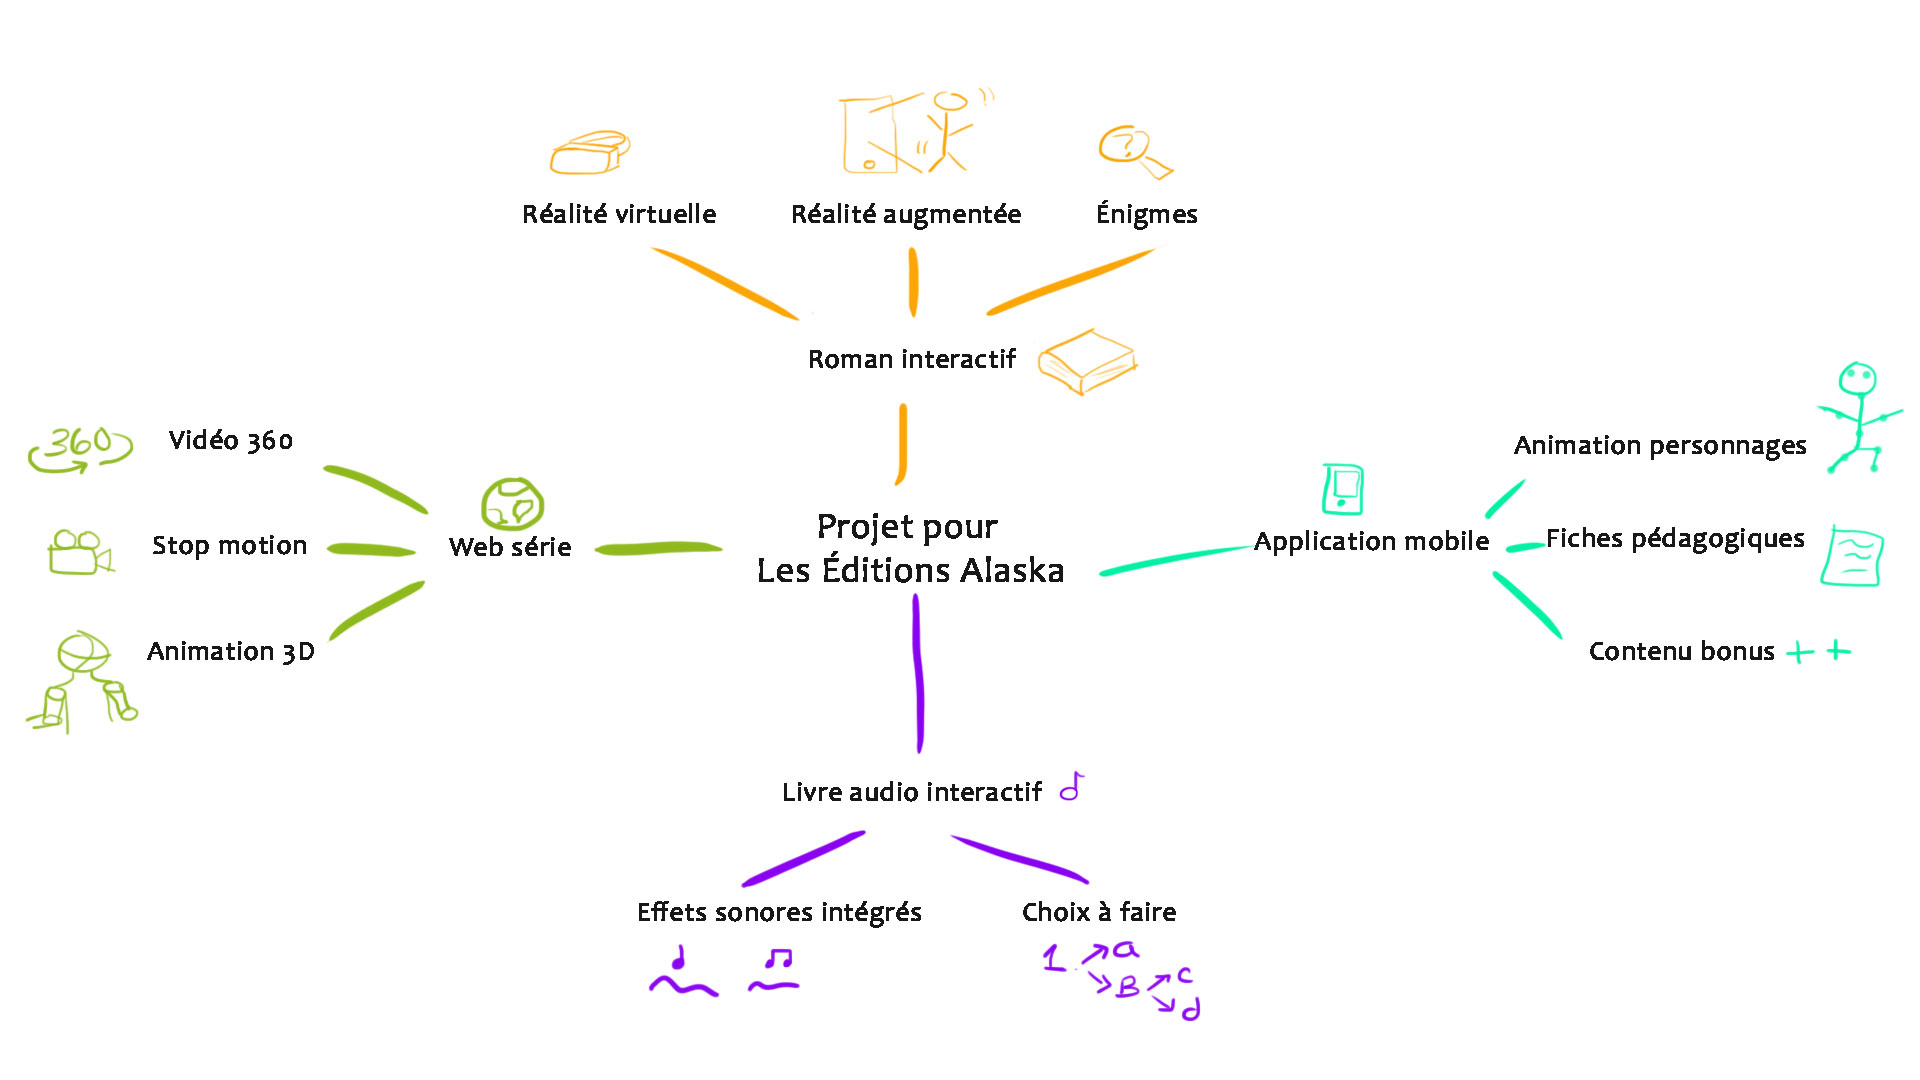 Réalité virtuelle
Réalité augmentée
?
Énigmes
Roman interactif
360
Vidéo 360
Stop motion
Animation 3D
Web série
Projet pour
Les Éditions Alaska
Application mobile
Animation personnages
Fiches pédagogiques
Contenu bonus ++
Livre audio interactif
Effets sonores intégrés
Choix à faire
1 a
B c
d